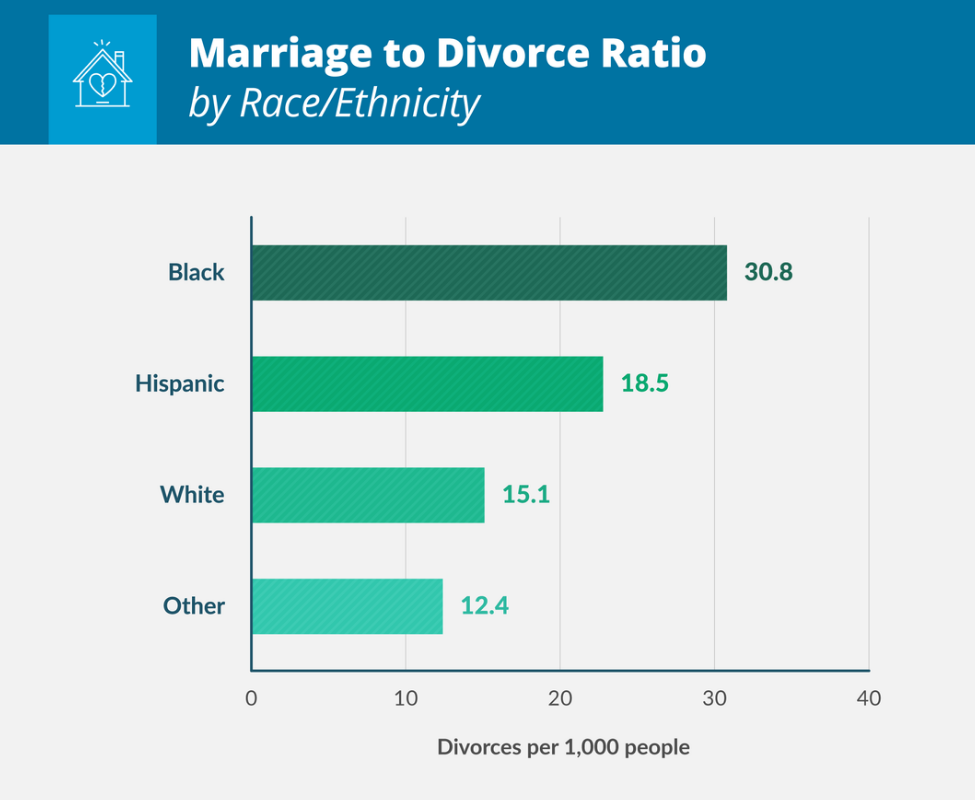 Marriage to Divorce Ratio
by Race/Ethnicity
Black 30.8
Hispanic 18.5
White 15.1
Other 12.4
0 10 20 30 40
Divorces per 1,000 people